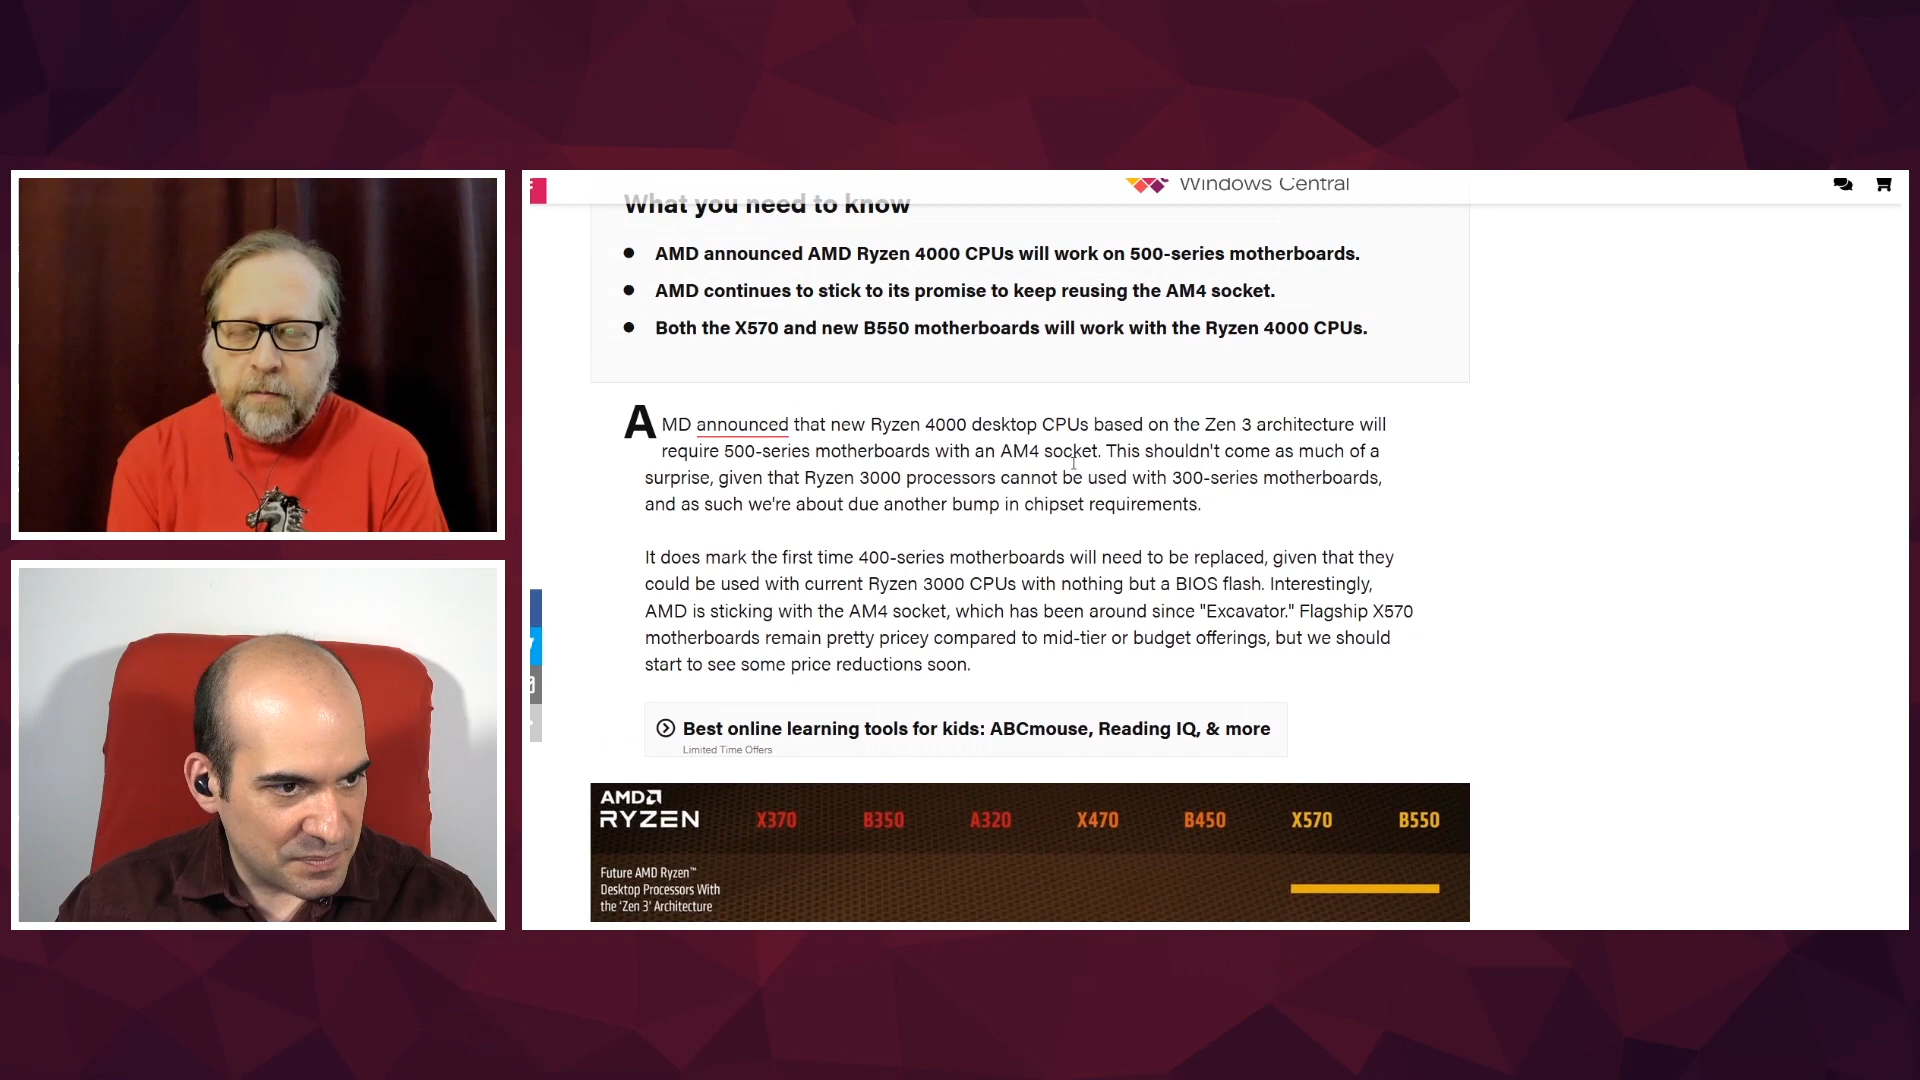 Windows Central
What you need to know
AMD announced AMD Ryzen 4000 CPUs will work on 500-series motherboards.
AMD continues to stick to its promise to keep reusing the AM4 socket.
Both the X570 and new B550 motherboards will work with the Ryzen 4000 CPUs.
AMD announced that new Ryzen 4000 desktop CPUs based on the Zen 3 architecture will
require 500-series motherboards with an AM4 socket. This shouldn't come as much of a
surprise, given that Ryzen 3000 processors cannot be used with 300-series motherboards,
and as such we're about due another bump in chipset requirements.
It does mark the first time 400-series motherboards will need to be replaced, given that they
could be used with current Ryzen 3000 CPUs with nothing but a BIOS flash. Interestingly,
AMD is sticking with the AM4 socket, which has been around since "Excavator." Flagship X570
motherboards remain pretty pricey compared to mid-tier or budget offerings, but we should
start to see some price reductions soon.
Best online learning tools for kids: ABCmouse, Reading IQ, & more
Limited Time Offers
AMD
RYZEN X370 B350 A320 X470 B450 X570 B550
Future AMD Ryzen™
Desktop Processors With
the 'Zen 3' Architecture